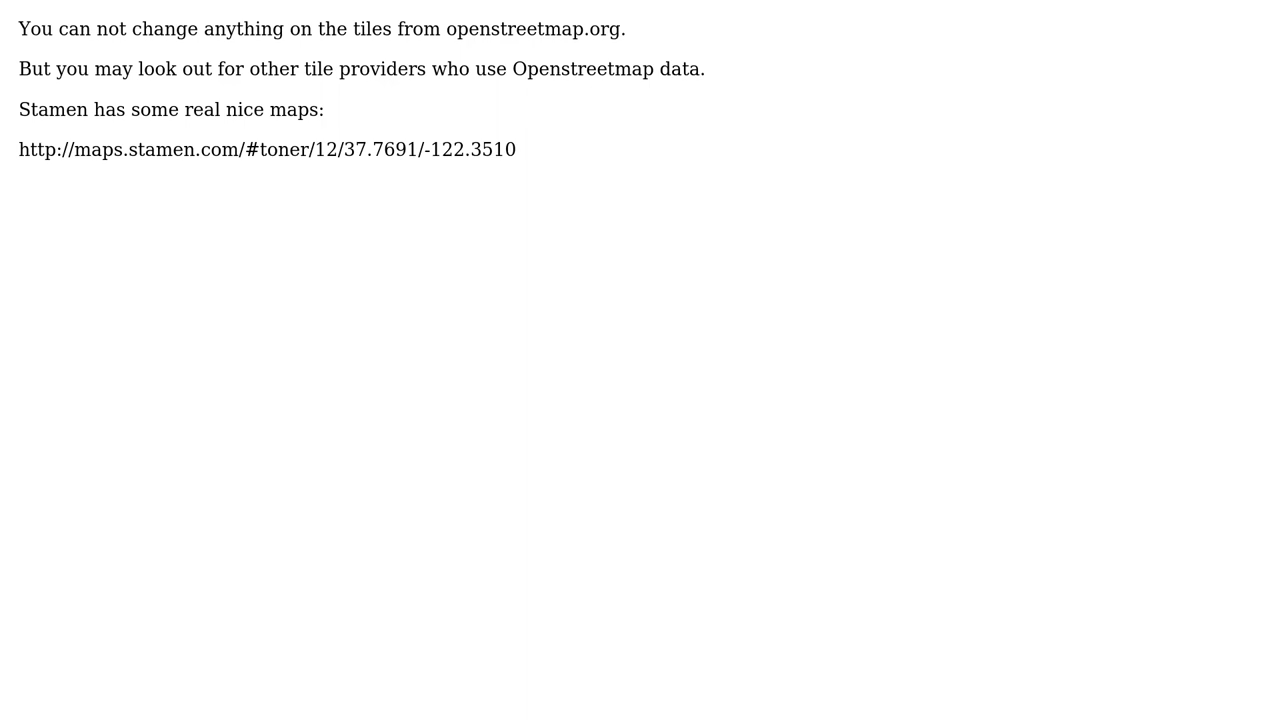 You can not change anything on the tiles from openstreetmap.org.
But you may look out for other tile providers who use Openstreetmap data.
Stamen has some real nice maps:
http://maps.stamen.com/#toner/12/37.7691/-122.3510